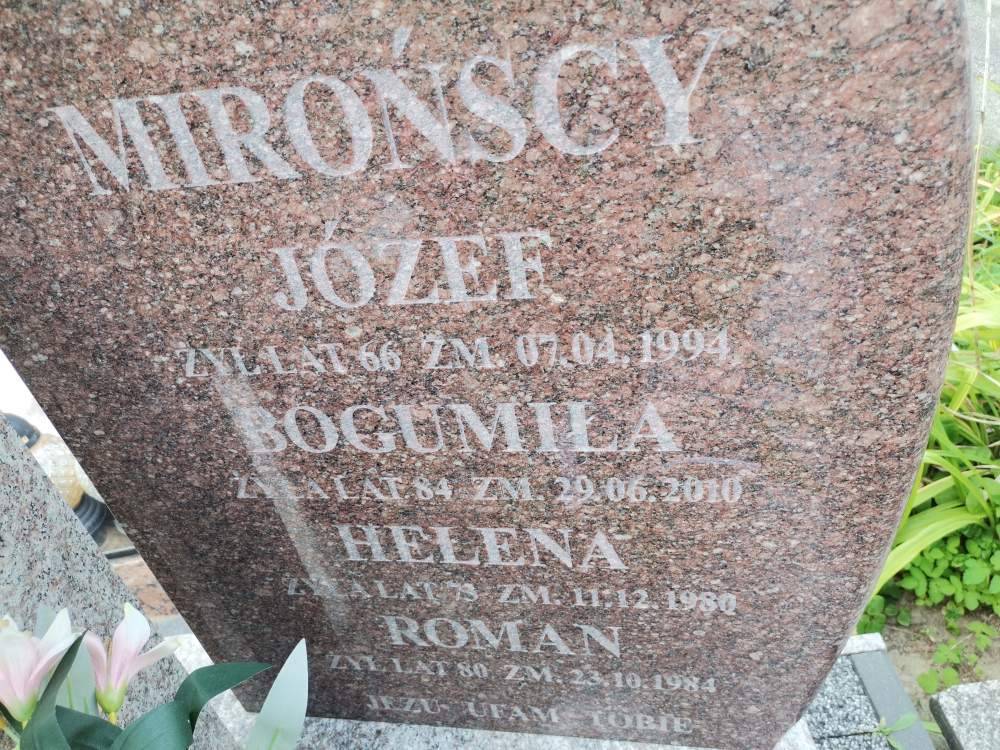 MIROŃSCY
JÓZEF
ŻYŁ LAT 66 ZM. 07.04.1994
BOGUMIŁA
ŻYŁA LAT 84 ZM. 29.06.2010
HELENA
ŻYŁA LAT ZM. 11.12.1980
ROMAN
ŻYŁ LAT 80 ZM. 23.10.1984
JEZU - UFAM - TOBIE